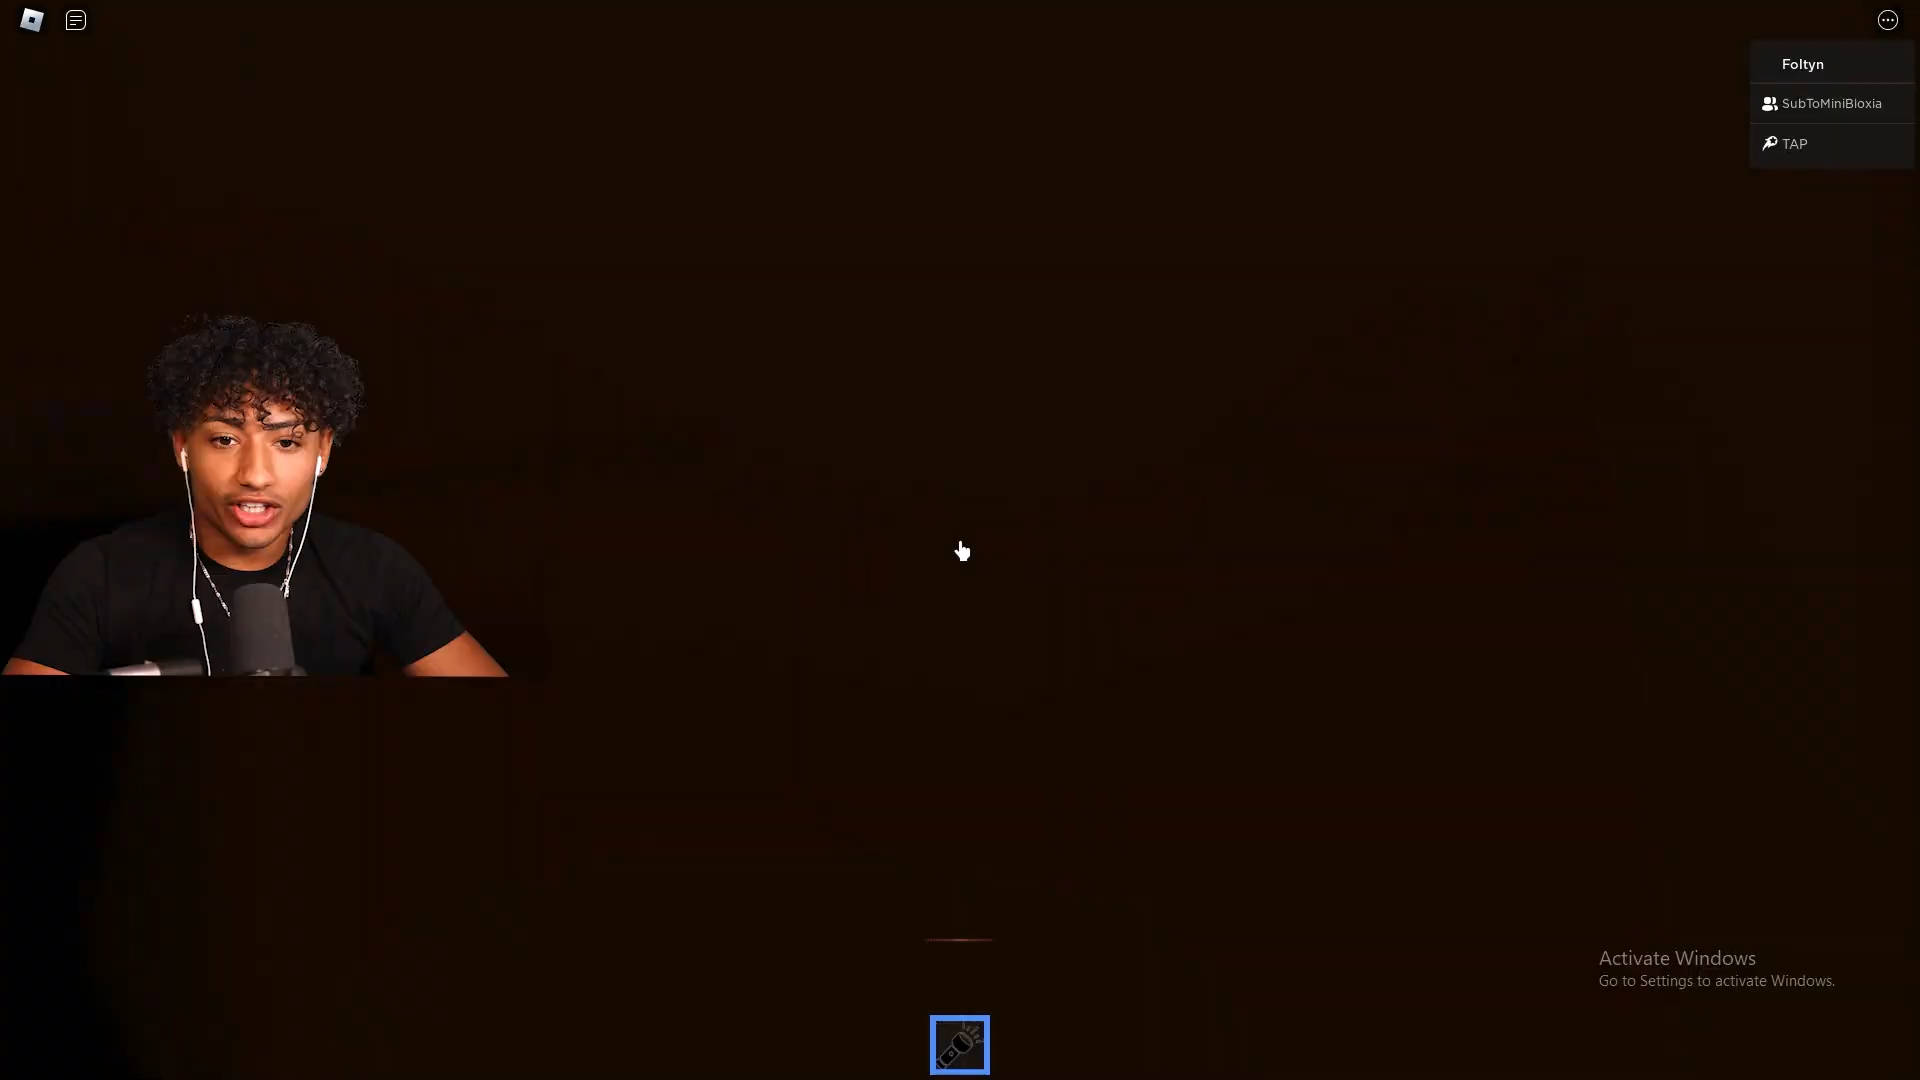 Foltyn
SubToMiniBloxia
TAP
Activate Windows
Go to Settings to activate Windows.